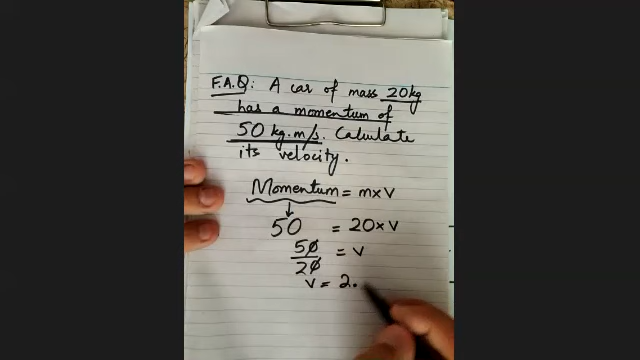 F.A.Q: A car of mass 20kg
has a momentum of
50 kg.m/s. Calculate
its velocity.
Momentum = m×v
50 = 20×v
50/20 = v
v = 2.